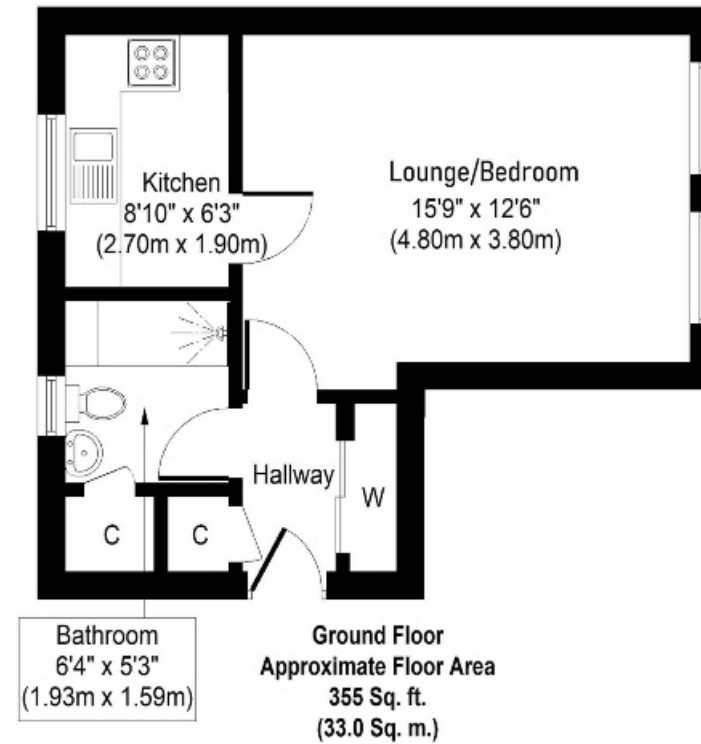 Kitchen
8'10" x 6'3"
(2.70m x 1.90m)
Lounge/Bedroom
15'9" x 12'6"
(4.80m x 3.80m)
Hallway
W
C
C
Bathroom
6'4" x 5'3"
(1.93m x 1.59m)
Ground Floor
Approximate Floor Area
355 Sq. ft.
(33.0 Sq. m.)